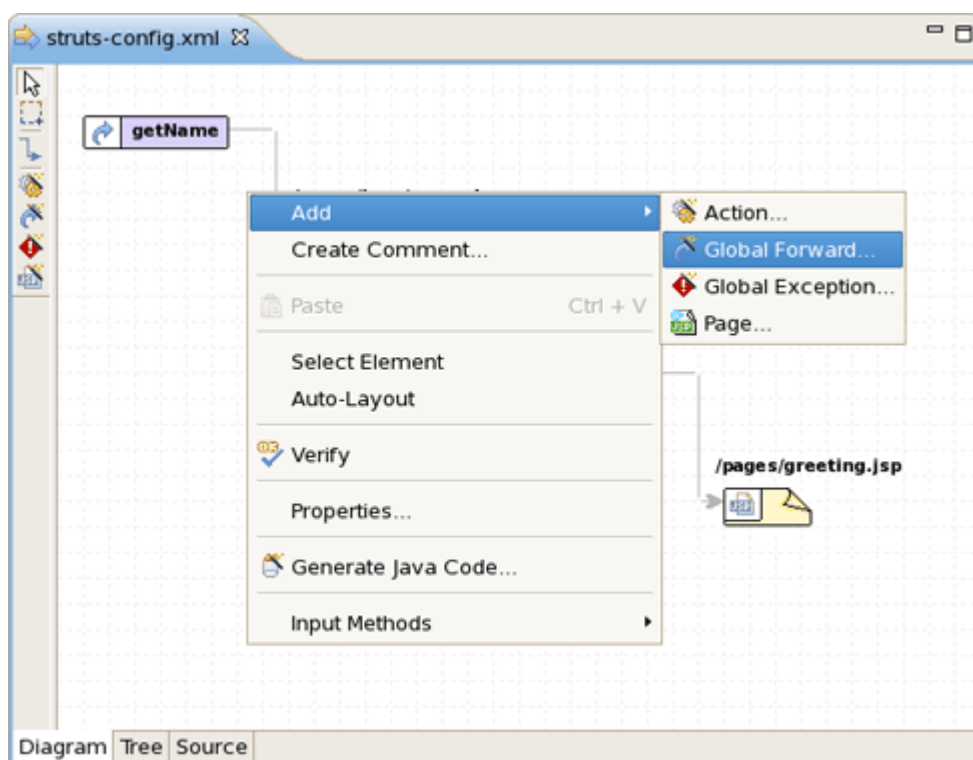 struts-config.xml
getName
Add
Action...
Create Comment...
Global Forward...
Global Exception...
Paste Ctrl + V
Page...
Select Element
Auto-Layout
Verify
/pages/greeting.jsp
Properties...
Generate Java Code...
Input Methods
Diagram Tree Source